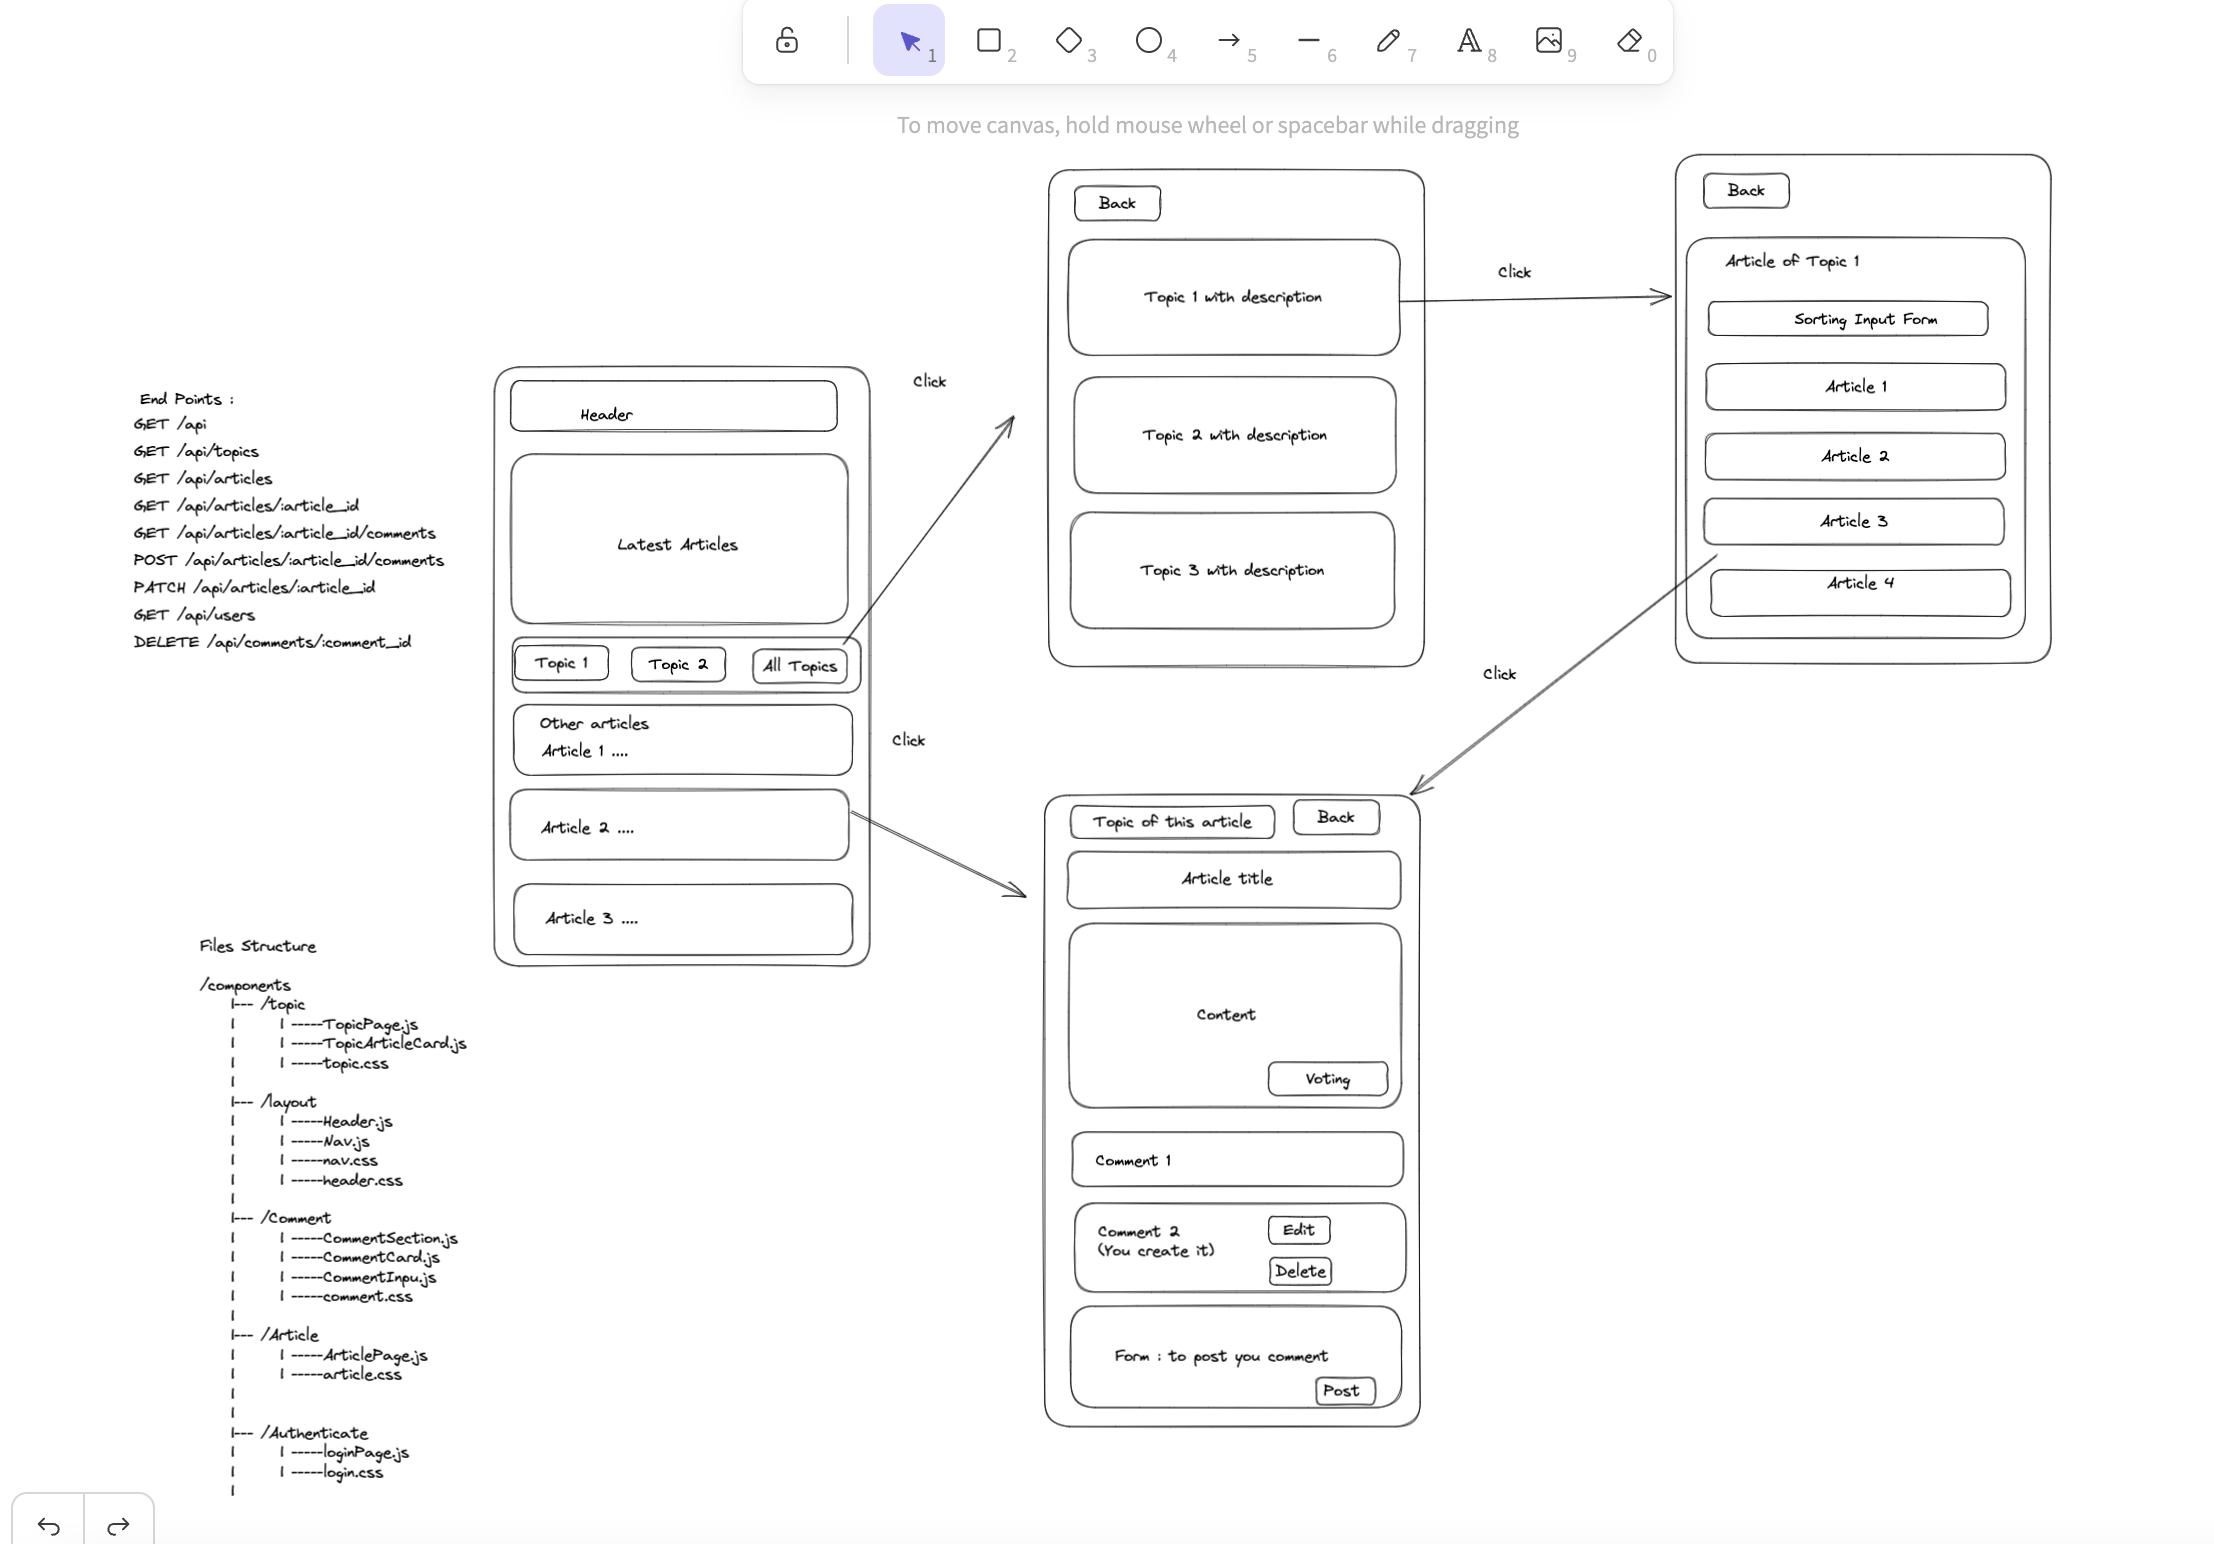 1
2
3
4
5
6
7
8
9
0
To move canvas, hold mouse wheel or spacebar while dragging
End Points :
GET /api
GET /api/topics
GET /api/articles
GET /api/articles/:article_id
GET /api/articles/:article_id/comments
POST /api/articles/:article_id/comments
PATCH /api/articles/:article_id
GET /api/users
DELETE /api/comments/:comment_id
Files Structure
/components
|--- /topic
| | -----TopicPage.js
| | -----TopicArticleCard.js
| | -----topic.css
|
|--- /layout
| | -----Header.js
| | -----Nav.js
| | -----nav.css
| | -----header.css
|
|--- /Comment
| | -----CommentSection.js
| | -----CommentCard.js
| | -----CommentInpu.js
| | -----comment.css
|
|--- /Article
| | -----ArticlePage.js
| | -----article.css
|
|
|--- /Authenticate
| | -----loginPage.js
| | -----login.css
|
Header
Latest Articles
Topic 1
Topic 2
All Topics
Other articles
Article 1 ....
Article 2 ....
Article 3 ....
Click
Click
Back
Topic 1 with description
Topic 2 with description
Topic 3 with description
Click
Back
Article of Topic 1
Sorting Input Form
Article 1
Article 2
Article 3
Article 4
Click
Topic of this article
Back
Article title
Content
Voting
Comment 1
Comment 2
(You create it)
Edit
Delete
Form : to post you comment
Post